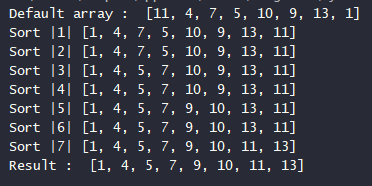 Default array :  [11, 4, 7, 5, 10, 9, 13, 1]
Sort |1| [1, 4, 7, 5, 10, 9, 13, 11]
Sort |2| [1, 4, 7, 5, 10, 9, 13, 11]
Sort |3| [1, 4, 5, 7, 10, 9, 13, 11]
Sort |4| [1, 4, 5, 7, 10, 9, 13, 11]
Sort |5| [1, 4, 5, 7, 9, 10, 13, 11]
Sort |6| [1, 4, 5, 7, 9, 10, 13, 11]
Sort |7| [1, 4, 5, 7, 9, 10, 11, 13]
Result :  [1, 4, 5, 7, 9, 10, 11, 13]